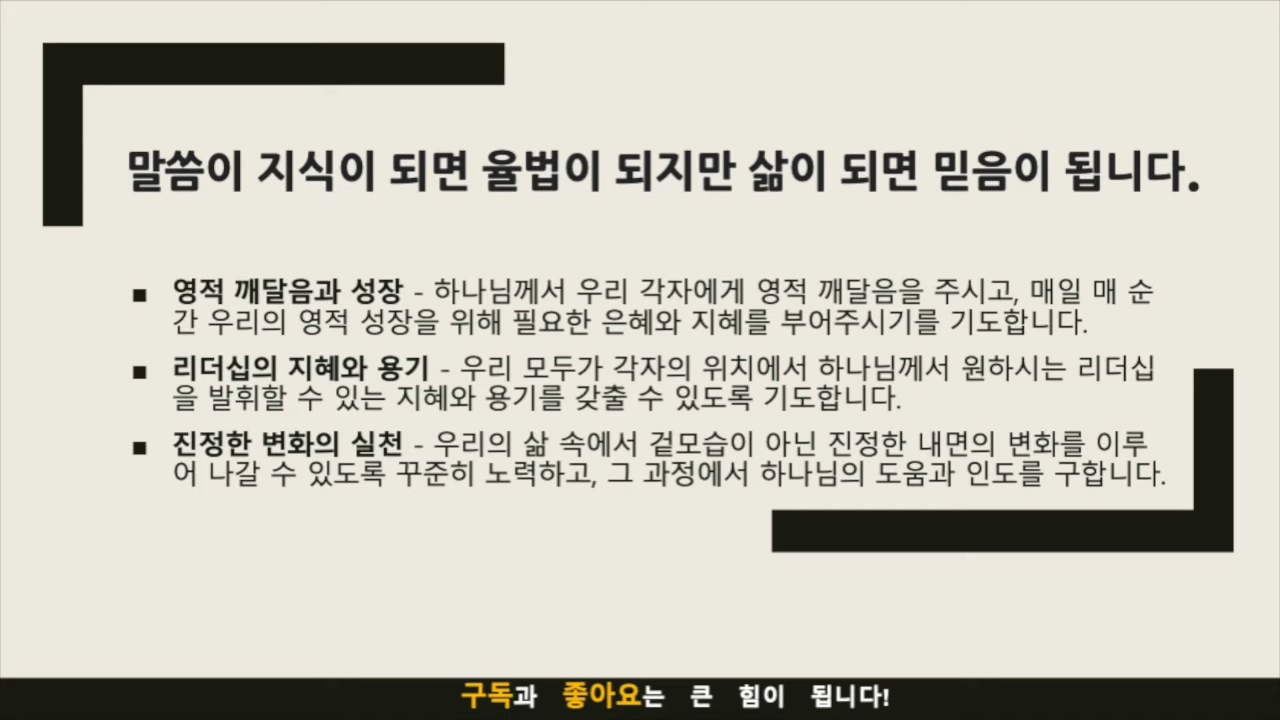 말씀이 지식이 되면 율법이 되지만 삶이 되면 믿음이 됩니다.
■ 영적 깨달음과 성장 - 하나님께서 우리 각자에게 영적 깨달음을 주시고, 매일 매 순
간 우리의 영적 성장을 위해 필요한 은혜와 지혜를 부어주시기를 기도합니다.
■ 리더십의 지혜와 용기 - 우리 모두가 각자의 위치에서 하나님께서 원하시는 리더십
을 발휘할 수 있는 지혜와 용기를 갖출 수 있도록 기도합니다.
■ 진정한 변화의 실천 - 우리의 삶 속에서 겉모습이 아닌 진정한 내면의 변화를 이루
어 나갈 수 있도록 꾸준히 노력하고, 그 과정에서 하나님의 도움과 인도를 구합니다.
구독과 좋아요는 큰 힘이 됩니다!